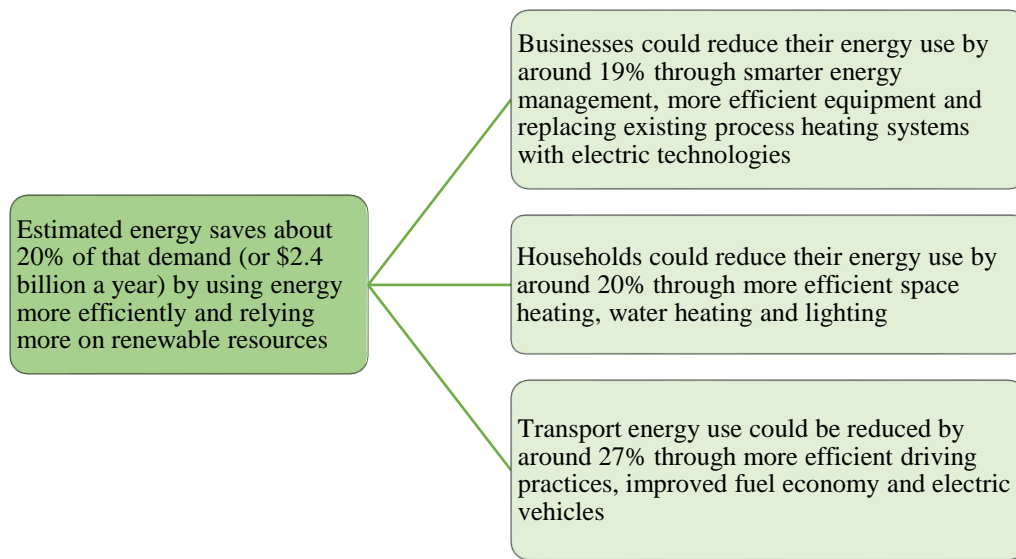 Estimated energy saves about
20% of that demand (or $2.4
billion a year) by using energy
more efficiently and relying
more on renewable resources
Businesses could reduce their energy use by
around 19% through smarter energy
management, more efficient equipment and
replacing existing process heating systems
with electric technologies
Households could reduce their energy use by
around 20% through more efficient space
heating, water heating and lighting
Transport energy use could be reduced by
around 27% through more efficient driving
practices, improved fuel economy and electric
vehicles